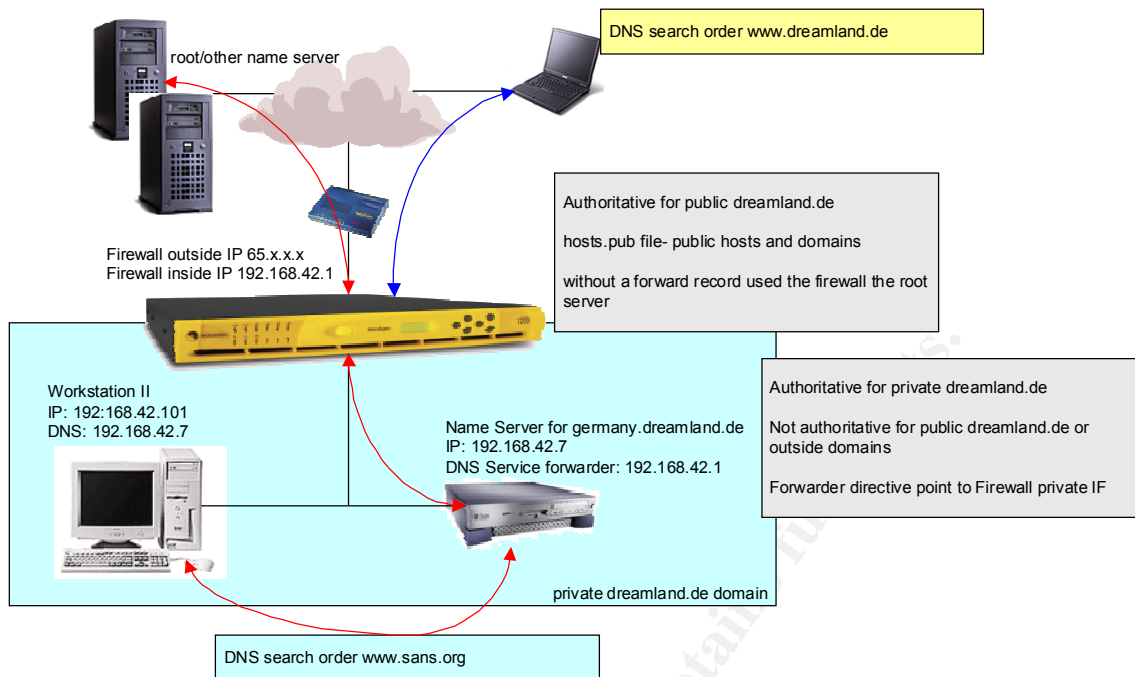 DNS search order www.dreamland.de
root/other name server
Authoritative for public dreamland.de
hosts.pub file- public hosts and domains
without a forward record used the firewall the root
server
Firewall outside IP 65.x.x.x
Firewall inside IP 192.168.42.1
Workstation II
IP: 192:168.42.101
DNS: 192.168.42.7
Name Server for germany.dreamland.de
IP: 192.168.42.7
DNS Service forwarder: 192.168.42.1
Authoritative for private dreamland.de
Not authoritative for public dreamland.de or
outside domains
Forwarder directive point to Firewall private IF
private dreamland.de domain
DNS search order www.sans.org